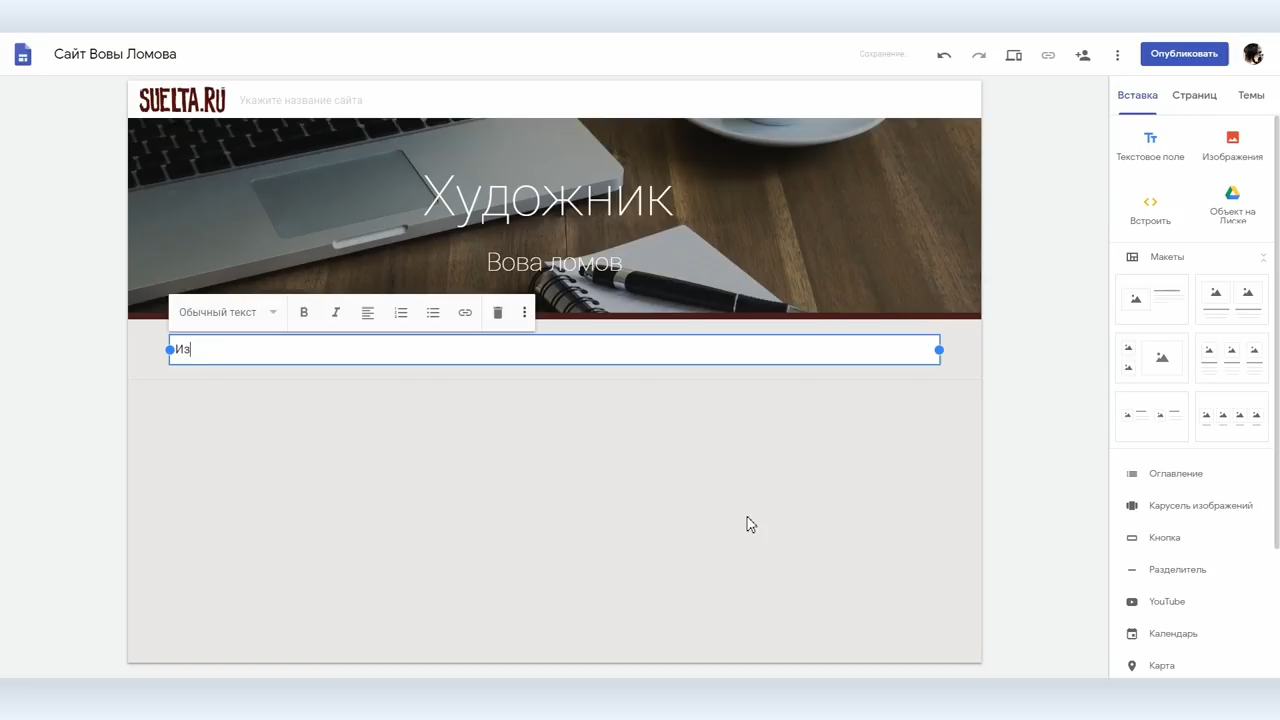 Сайт Вовы Ломова
Сохранение...
Опубликовать
SUELTA.RU
Укажите название сайта
Художник
Вова ломов
Обычный текст
B
I
Из
Вставка
Страниц
Темы
Tт
Текстовое поле
Изображения
Встроить
Объект на
Диске
Макеты
Оглавление
Карусель изображений
Кнопка
Разделитель
YouTube
Календарь
Карта